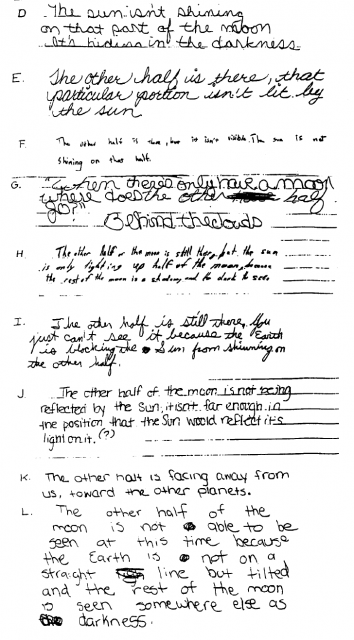 D The sun isn't shining
on that part of the moon
It's hiding in the darkness.
E. The other half is there, that
particular portion isn't lit by
the sun
F. The other half is there, but it isn't visible. The sun is not
shining on that half.
G. "When there's only have a moon
where does the other half
go?"
Behind the clouds
H. The other half of the moon is still there, but the sun
is only lighting up half of the moon,
the rest of the moon is a shadow and to dark to see
I. The other half is still there. You
just can't see it because the Earth
is blocking the Sun from shinning on
the other half.
J. The other half of the moon is not being
reflected by the Sun, it isnt far enough in
the position that the Sun would reflect its
light on it. (?)
K. The other half is facing away from
us, toward the other planets.
L. The other half of the
moon is not able to be
seen at this time because
the Earth is not on a
straight line but tilted
and the rest of the moon
is seen somewhere else as
darkness.